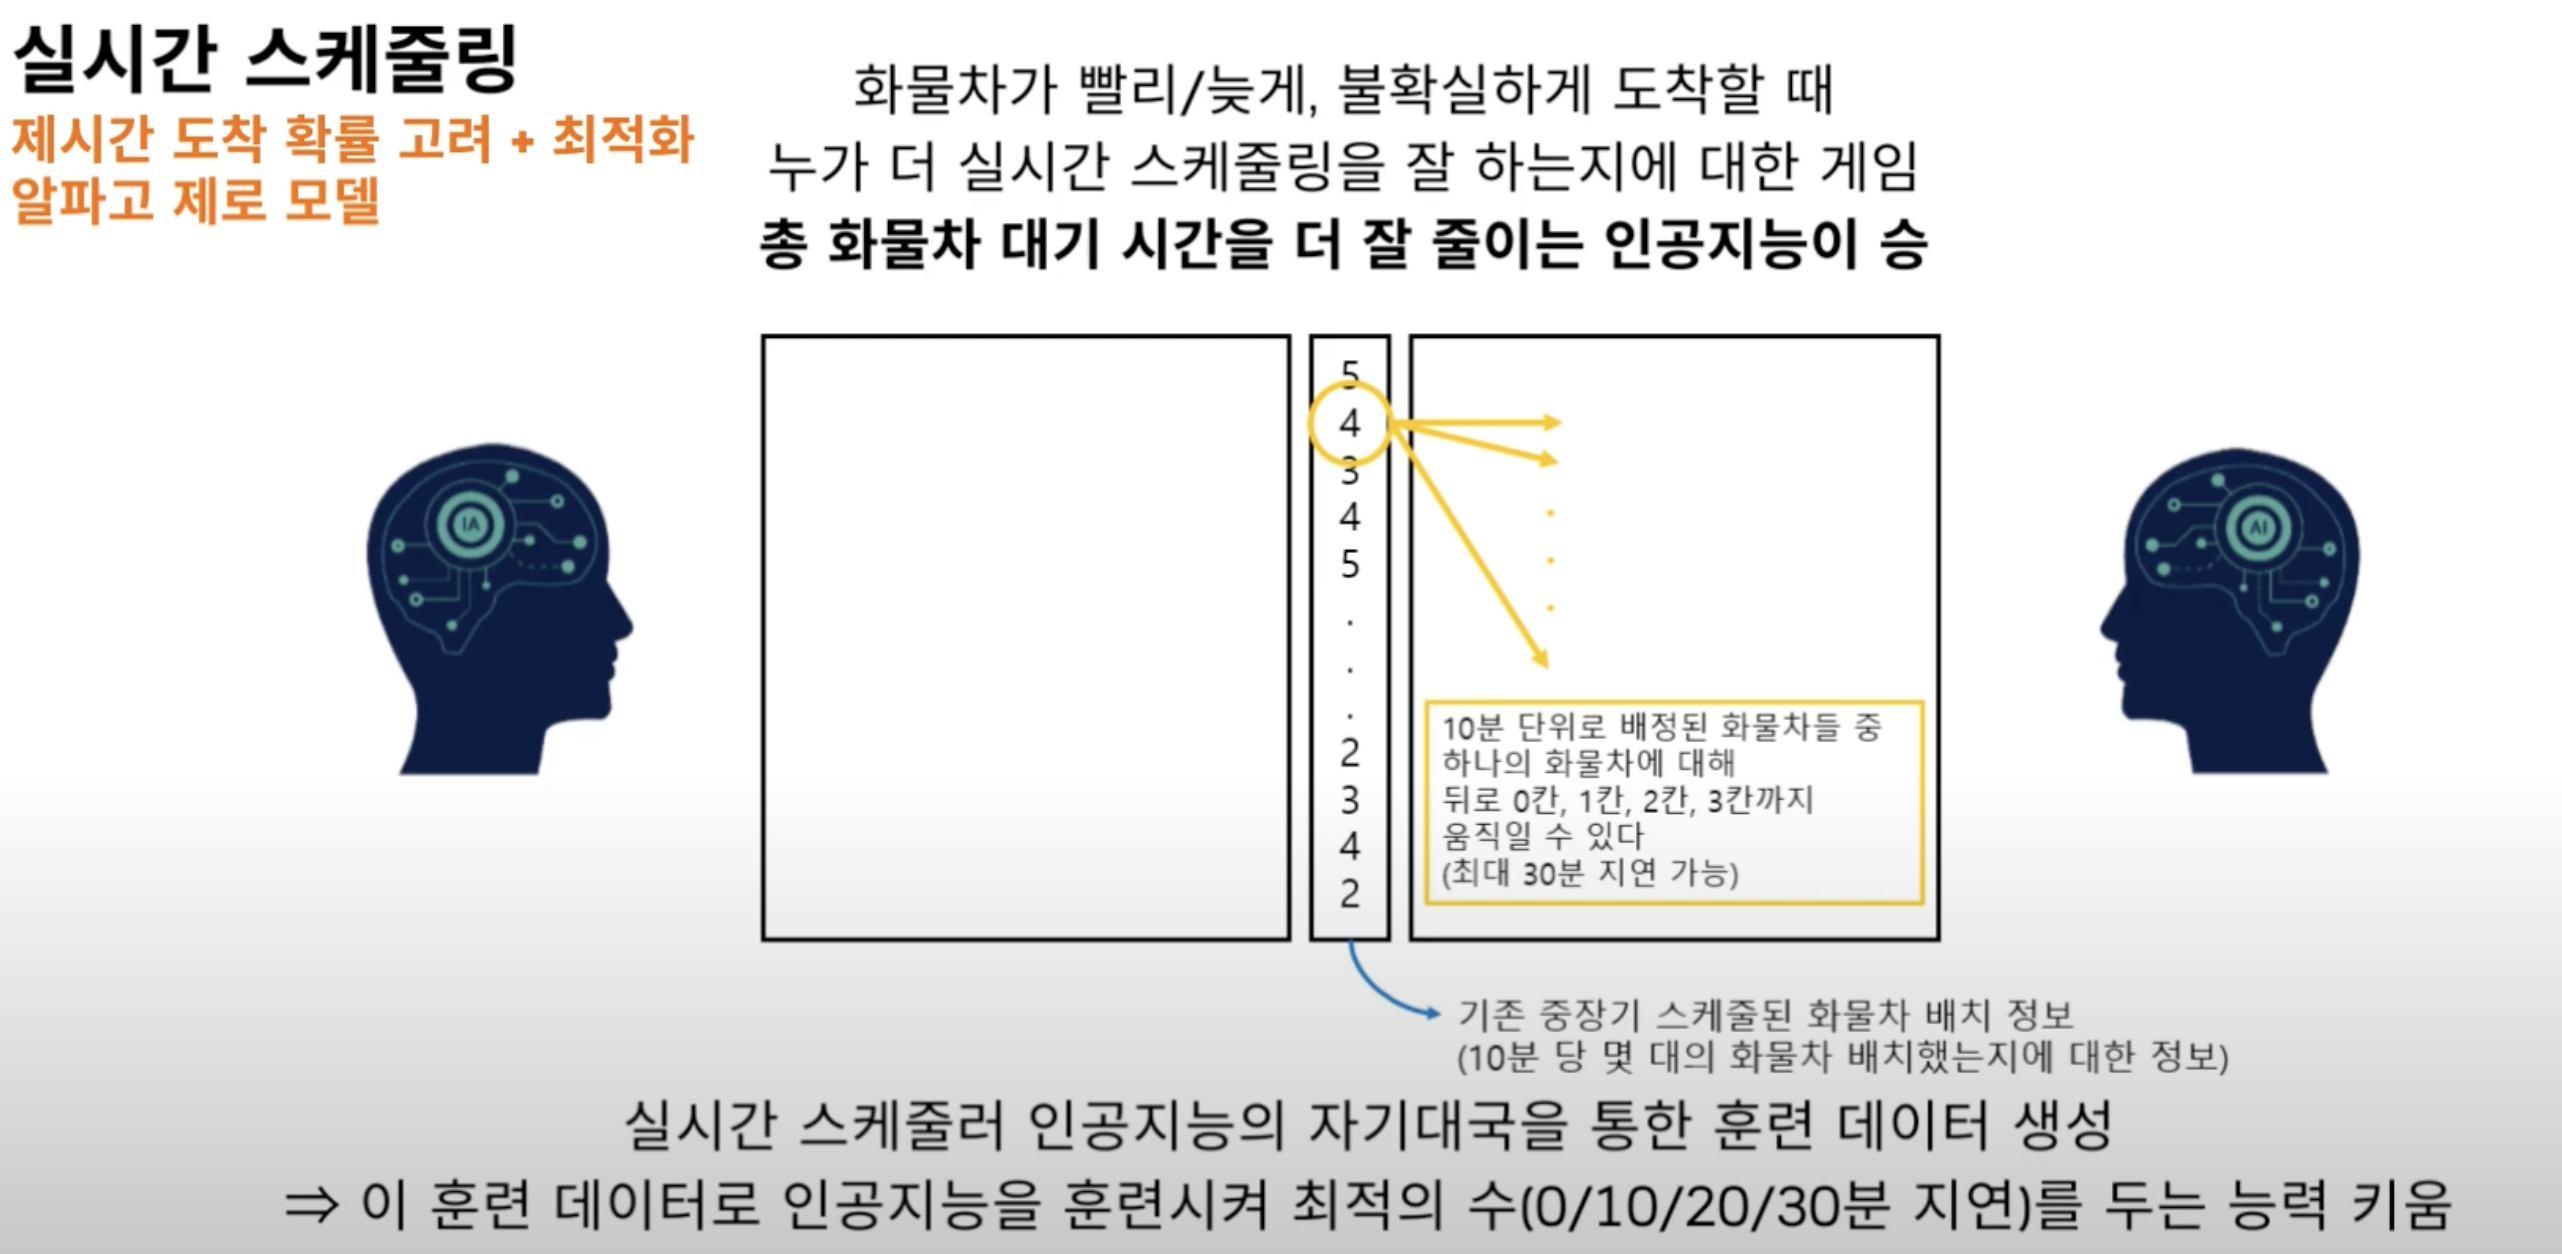 실시간 스케줄링
제시간 도착 확률 고려 + 최적화
알파고 제로 모델
화물차가 빨리/늦게, 불확실하게 도착할 때
누가 더 실시간 스케줄링을 잘 하는지에 대한 게임
총 화물차 대기 시간을 더 잘 줄이는 인공지능이 승
IA
5
4
3
4
5
.
.
.
2
3
4
2
10분 단위로 배정된 화물차들 중
하나의 화물차에 대해
뒤로 0칸, 1칸, 2칸, 3칸까지
움직일 수 있다
(최대 30분 지연 가능)
AI
기존 중장기 스케줄된 화물차 배치 정보
(10분 당 몇 대의 화물차 배치했는지에 대한 정보)
실시간 스케줄러 인공지능의 자기대국을 통한 훈련 데이터 생성
⇒ 이 훈련 데이터로 인공지능을 훈련시켜 최적의 수(0/10/20/30분 지연)를 두는 능력 키움